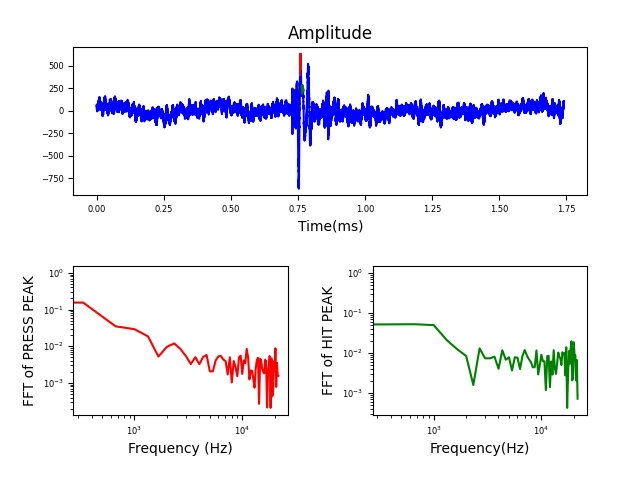 Amplitude
500
250
0
−250
−500
−750
0.00 0.25 0.50 0.75 1.00 1.25 1.50 1.75
Time(ms)
FFT of PRESS PEAK
10⁰
10⁻¹
10⁻²
10⁻³
10³ 10⁴
Frequency (Hz)
FFT of HIT PEAK
10⁰
10⁻¹
10⁻²
10⁻³
10³ 10⁴
Frequency(Hz)